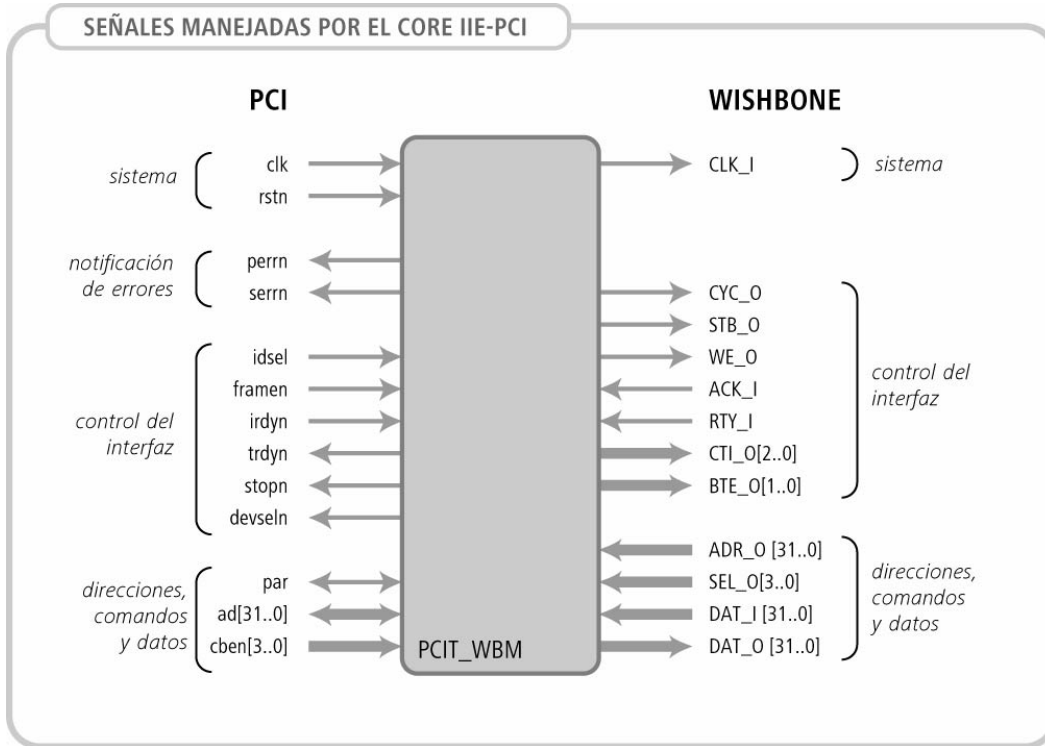 SEÑALES MANEJADAS POR EL CORE IIE-PCI
PCI
WISHBONE
sistema
clk
rstn
notificación
de errores
perrn
serrn
control del
interfaz
idsel
framen
irdyn
trdyn
stopn
devseln
direcciones,
comandos
y datos
par
ad[31..0]
cben[3..0]
PCIT_WBM
CLK_I
sistema
CYC_O
STB_O
WE_O
ACK_I
RTY_I
CTI_O[2..0]
BTE_O[1..0]
control del
interfaz
ADR_O [31..0]
SEL_O[3..0]
DAT_I [31..0]
DAT_O [31..0]
direcciones,
comandos
y datos